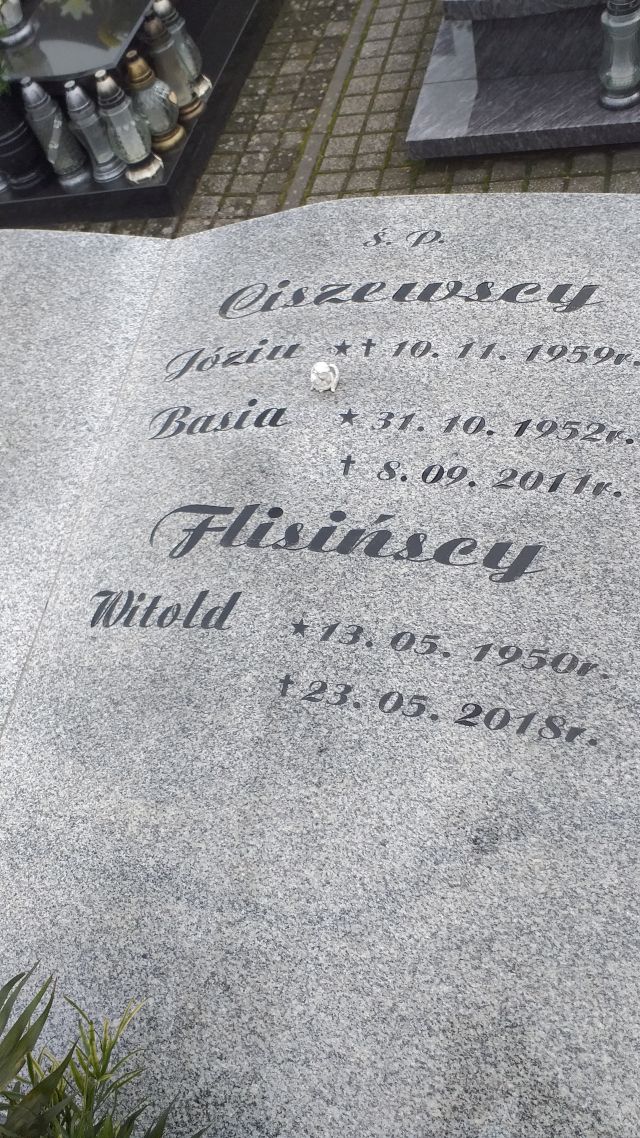 Ś. P.
Ciszewscy
Józiu ★✝ 10. 11. 1959r.
Basia ★ 31. 10. 1952r.
✝ 8. 09. 2011r.
Flisińscy
Witold ★ 13. 05. 1950r.
✝ 23. 05. 2018r.